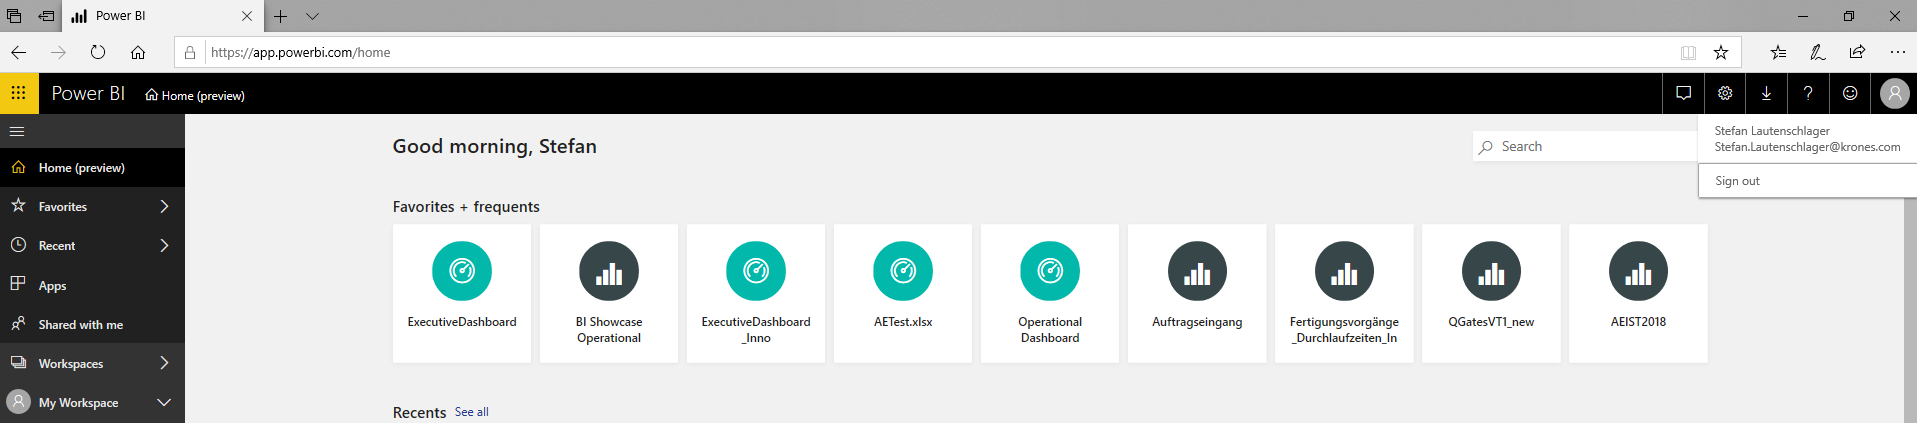 Power BI
https://app.powerbi.com/home
Power BI
Home (preview)
?
Stefan Lautenschlager
Stefan.Lautenschlager@krones.com
Sign out
Home (preview)
Favorites
Recent
Apps
Shared with me
Workspaces
My Workspace
Good morning, Stefan
Search
Favorites + frequents
ExecutiveDashboard
BI Showcase
Operational
ExecutiveDashboard
_Inno
AETest.xlsx
Operational
Dashboard
Auftragseingang
Fertigungsvorgänge
_Durchlaufzeiten_In
QGatesVT1_new
AEIST2018
Recents See all